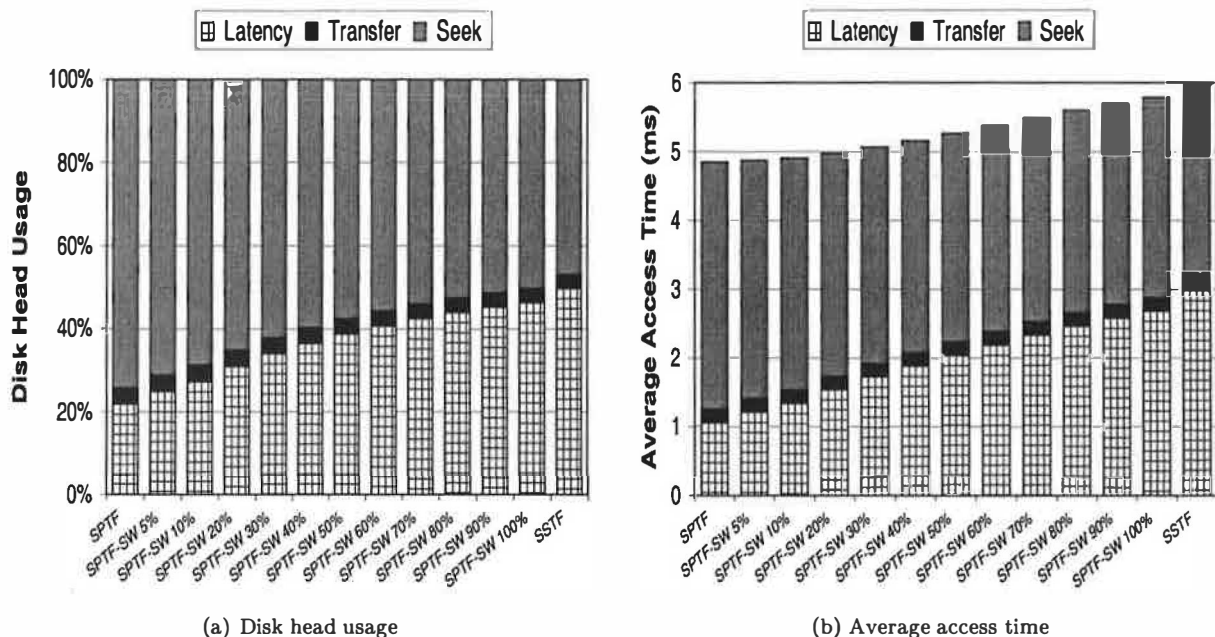 Latency Transfer Seek
100%
80%
60%
40%
20%
0%
Disk Head Usage
SPTF
SPTF-SW 5%
SPTF-SW 10%
SPTF-SW 20%
SPTF-SW 30%
SPTF-SW 40%
SPTF-SW 50%
SPTF-SW 60%
SPTF-SW 70%
SPTF-SW 80%
SPTF-SW 90%
SPTF-SW 100%
SSTF
(a) Disk head usage
Latency Transfer Seek
6
5
4
3
2
1
0
Average Access Time (ms)
SPTF
SPTF-SW 5%
SPTF-SW 10%
SPTF-SW 20%
SPTF-SW 30%
SPTF-SW 40%
SPTF-SW 50%
SPTF-SW 60%
SPTF-SW 70%
SPTF-SW 80%
SPTF-SW 90%
SPTF-SW 100%
SSTF
(b) Average access time